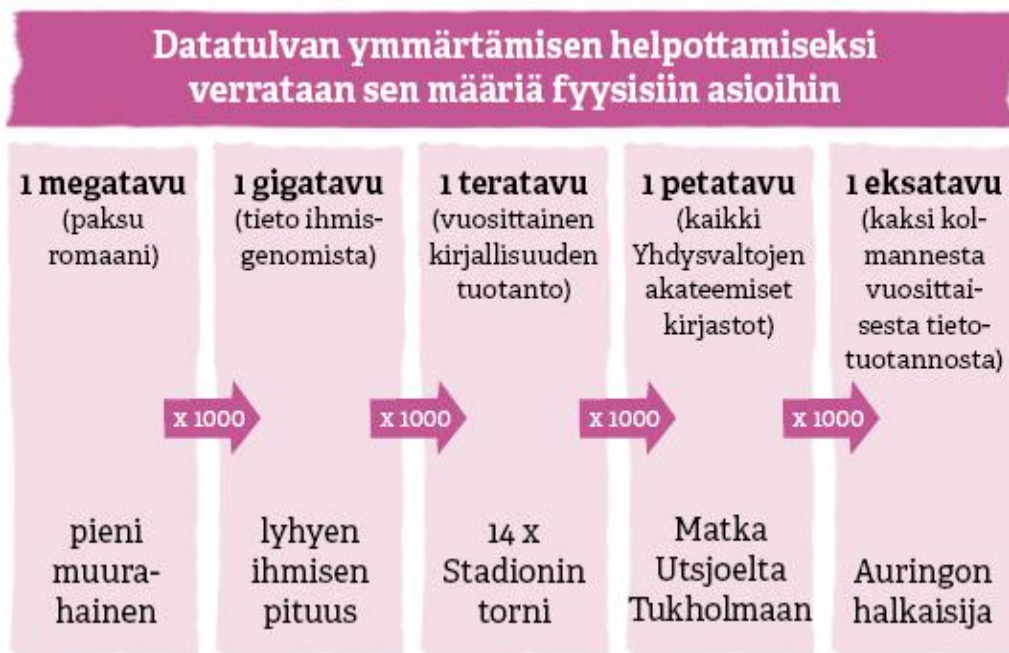 Datatulvan ymmärtämisen helpottamiseksi
verrataan sen määriä fyysisiin asioihin
1 megatavu
(paksu
romaani)
1 gigatavu
(tieto ihmis-
genomista)
1 teratavu
(vuosittainen
kirjallisuuden
tuotanto)
1 petatavu
(kaikki
Yhdysvaltojen
akateemiset
kirjastot)
1 eksatavu
(kaksi kol-
mannesta
vuosittai-
sesta tieto-
tuotannosta)
x 1000
x 1000
x 1000
x 1000
pieni
muura-
hainen
lyhyen
ihmisen
pituus
14 x
Stadionin
torni
Matka
Utsjoelta
Tukholmaan
Auringon
halkaisija